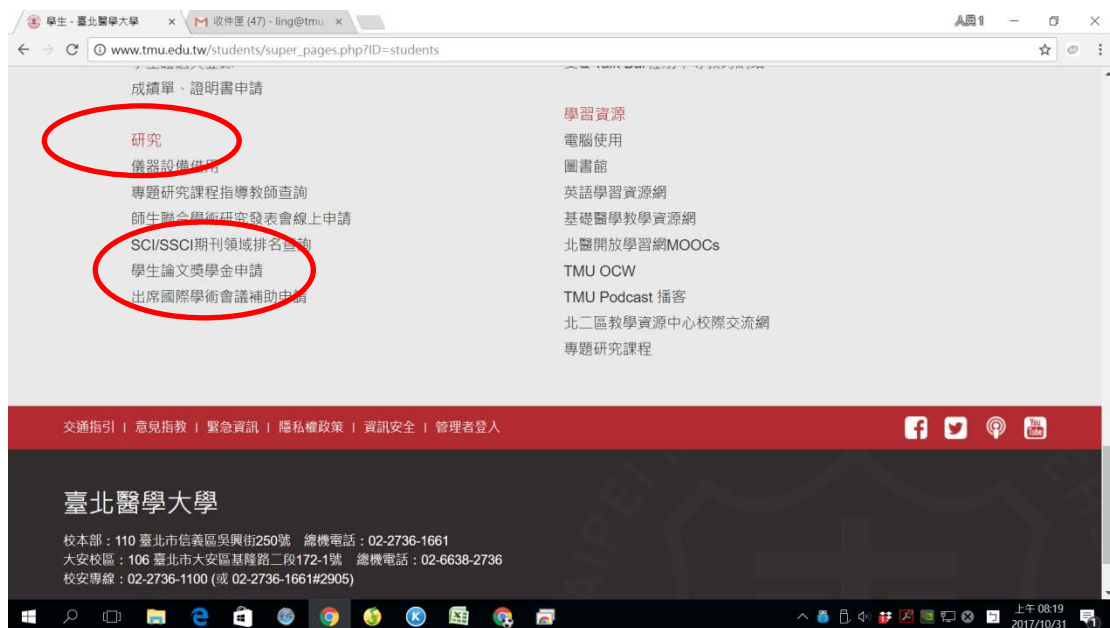 學生 - 臺北醫學大學
收件匣 (47) - ling@tmu
www.tmu.edu.tw/students/super_pages.php?ID=students
成績單、證明書申請
研究
儀器設備借用
專題研究課程指導教師查詢
師生聯合學術研究發表會線上申請
SCI/SSCI期刊領域排名查詢
學生論文獎學金申請
出席國際學術會議補助申請
學習資源
電腦使用
圖書館
英語學習資源網
基礎醫學教學資源網
北醫開放學習網MOOCs
TMU OCW
TMU Podcast 播客
北二區教學資源中心校際交流網
專題研究課程
交通指引 | 意見指教 | 緊急資訊 | 隱私權政策 | 資訊安全 | 管理者登入
You Tube
臺北醫學大學
校本部：110 臺北市信義區吳興街250號 總機電話：02-2736-1661
大安校區：106 臺北市大安區基隆路二段172-1號 總機電話：02-6638-2736
校安專線：02-2736-1100 (或 02-2736-1661#2905)
上午 08:19
2017/10/31